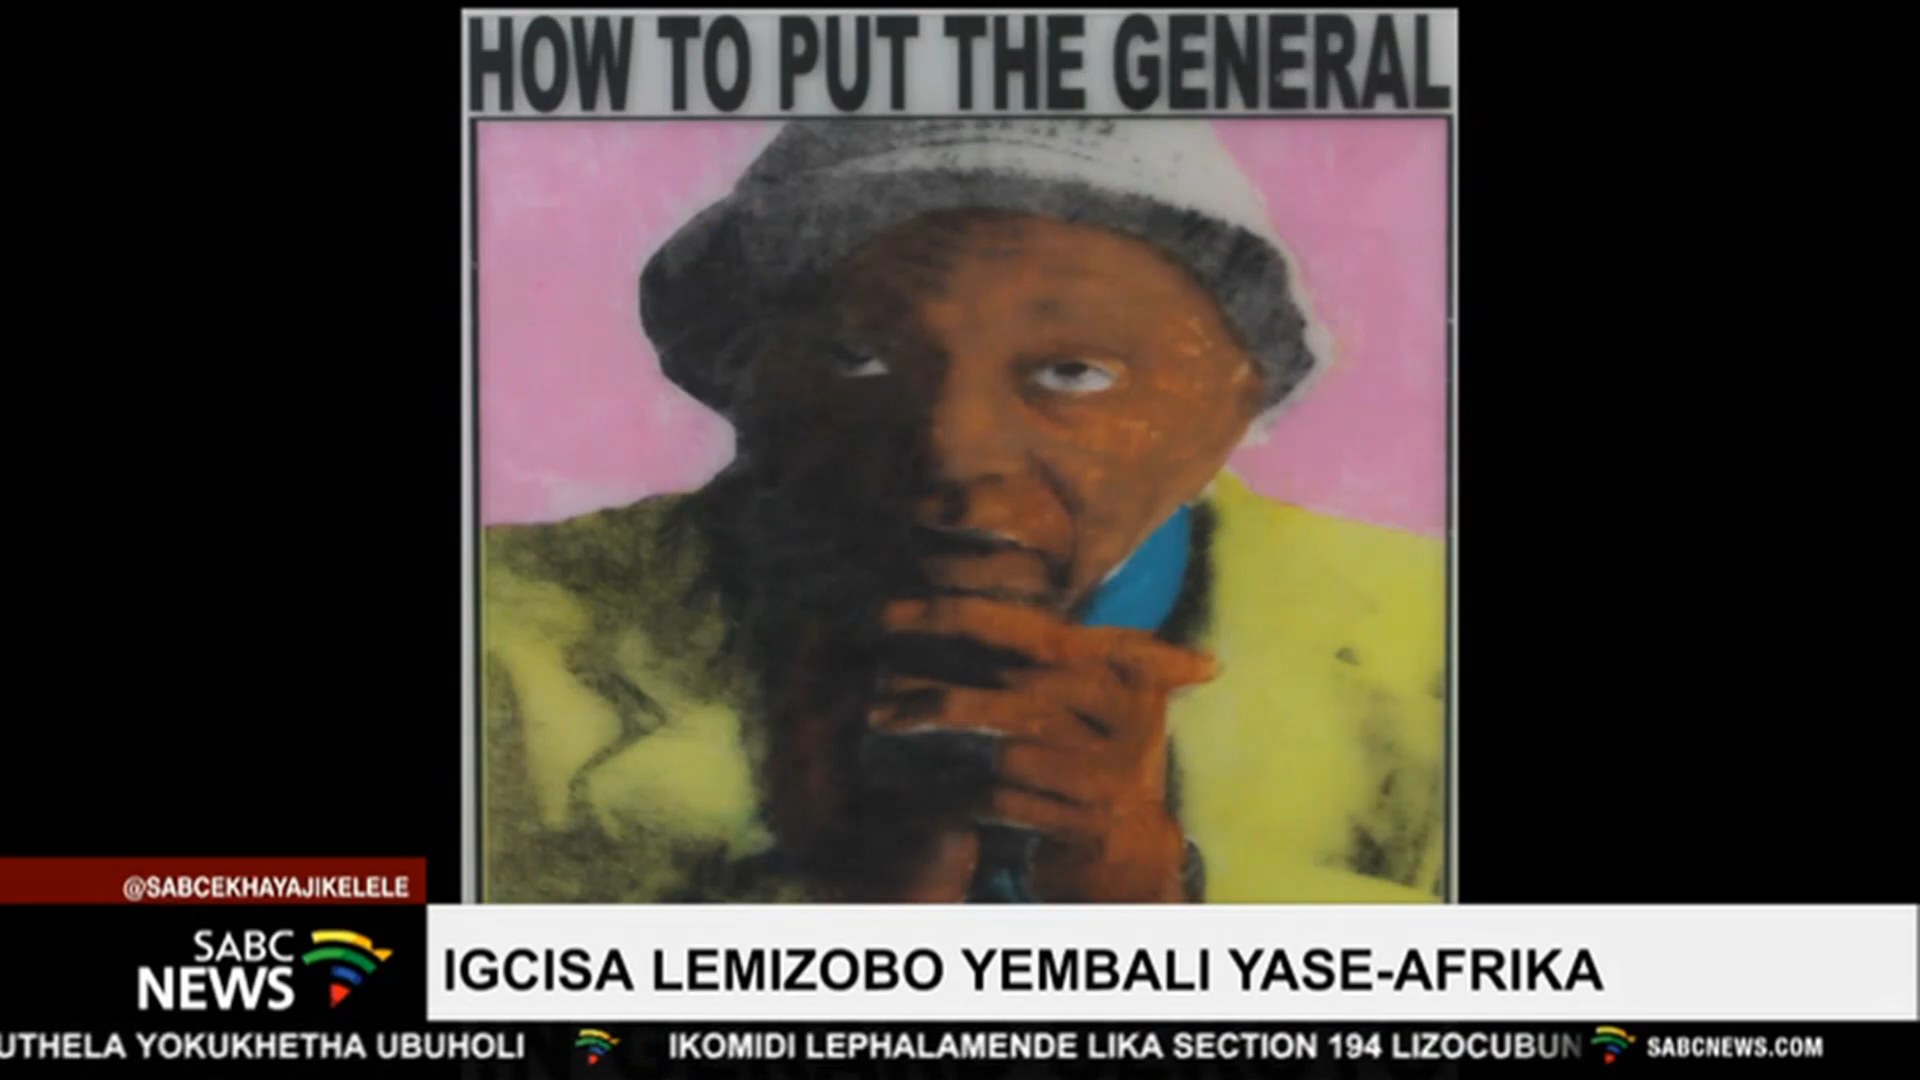 HOW TO PUT THE GENERAL
@SABCEKHAYAJIKELELE
SABC
NEWS
IGCISA LEMIZOBO YEMBALI YASE-AFRIKA
UTHELA YOKUKHETHA UBUHOLI
IKOMIDI LEPHALAMENDE LIKA SECTION 194 LIZOCUBUN
SABCNEWS.COM